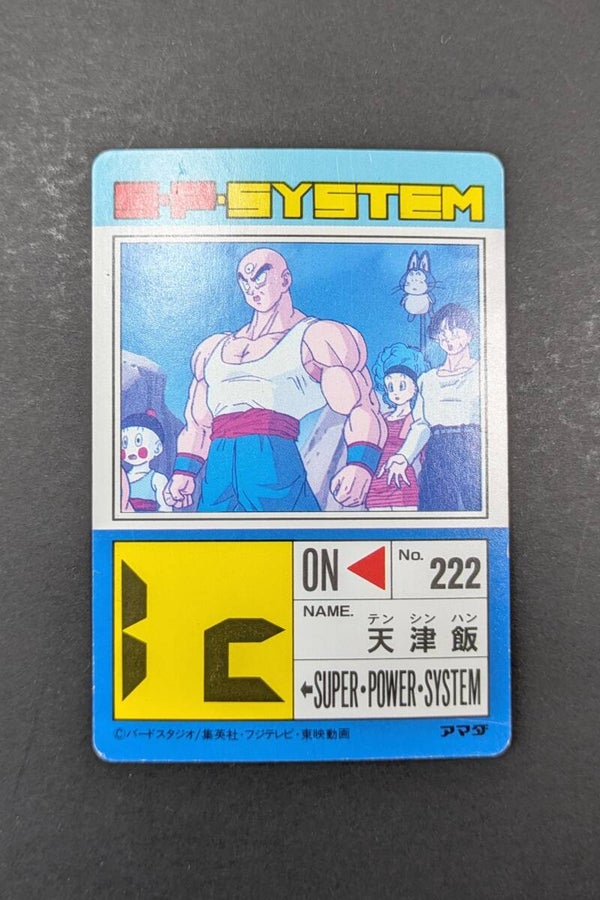 S・P・SYSTEM
ON
No. 222
NAME.
テン シン ハン
天津飯
←SUPER・POWER・SYSTEM
Ⓒバードスタジオ/集英社・フジテレビ・東映動画
アマダ